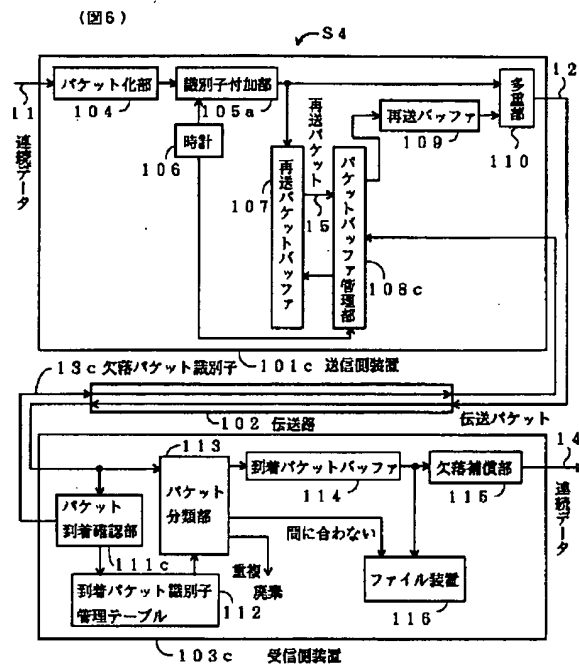 (図6)
S4
11
連続データ
パケット化部
104
識別子付加部
105a
時計
106
再送パケットバッファ
107
再送パケット
15
パケットバッファ管理部
108c
再送バッファ
109
多重部
110
12
101c 送信側装置
13c 欠落パケット識別子
102 伝送路
伝送パケット
パケット
到着確認部
111c
到着パケット識別子
管理テーブル
112
113
パケット
分類部
到着パケットバッファ
114
欠落補償部
115
14
連続データ
間に合わない
重複
廃棄
ファイル装置
116
103c 受信側装置